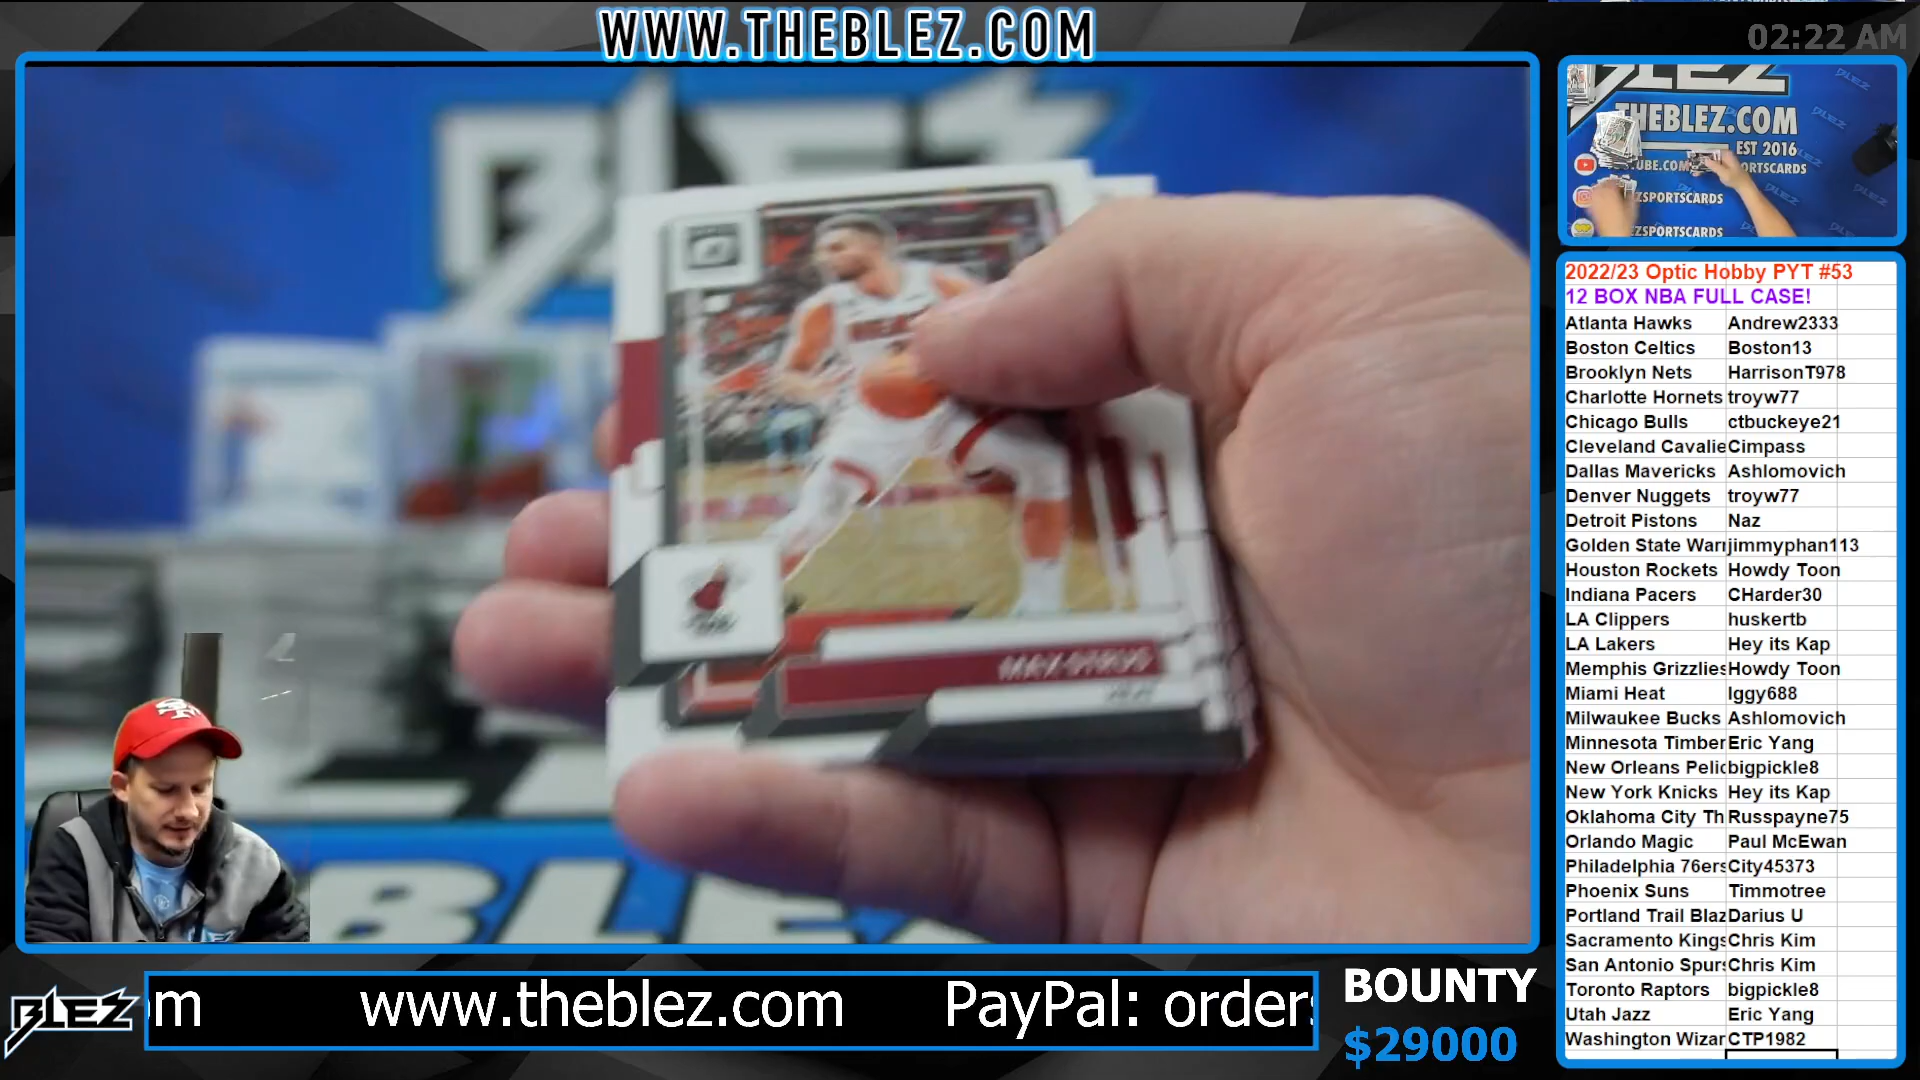 WWW.THEBLEZ.COM
02:22 AM
BLEZ
THEBLEZ.COM
EST 2016
MAX STRUS
2022/23 Optic Hobby PYT #53
12 BOX NBA FULL CASE!
Atlanta Hawks Andrew2333
Boston Celtics Boston13
Brooklyn Nets HarrisonT978
Charlotte Hornets troyw77
Chicago Bulls ctbuckeye21
Cleveland Cavalie Cimpass
Dallas Mavericks Ashlomovich
Denver Nuggets troyw77
Detroit Pistons Naz
Golden State Warr jimmyphan113
Houston Rockets Howdy Toon
Indiana Pacers CHarder30
LA Clippers huskertb
LA Lakers Hey its Kap
Memphis Grizzlies Howdy Toon
Miami Heat Iggy688
Milwaukee Bucks Ashlomovich
Minnesota Timber Eric Yang
New Orleans Pelic bigpickle8
New York Knicks Hey its Kap
Oklahoma City Th Russpayne75
Orlando Magic Paul McEwan
Philadelphia 76ers City45373
Phoenix Suns Timmotree
Portland Trail Blaz Darius U
Sacramento Kings Chris Kim
San Antonio Spurs Chris Kim
Toronto Raptors bigpickle8
Utah Jazz Eric Yang
Washington Wizar CTP1982
BLEZ
om www.theblez.com PayPal: orders
BOUNTY
$29000